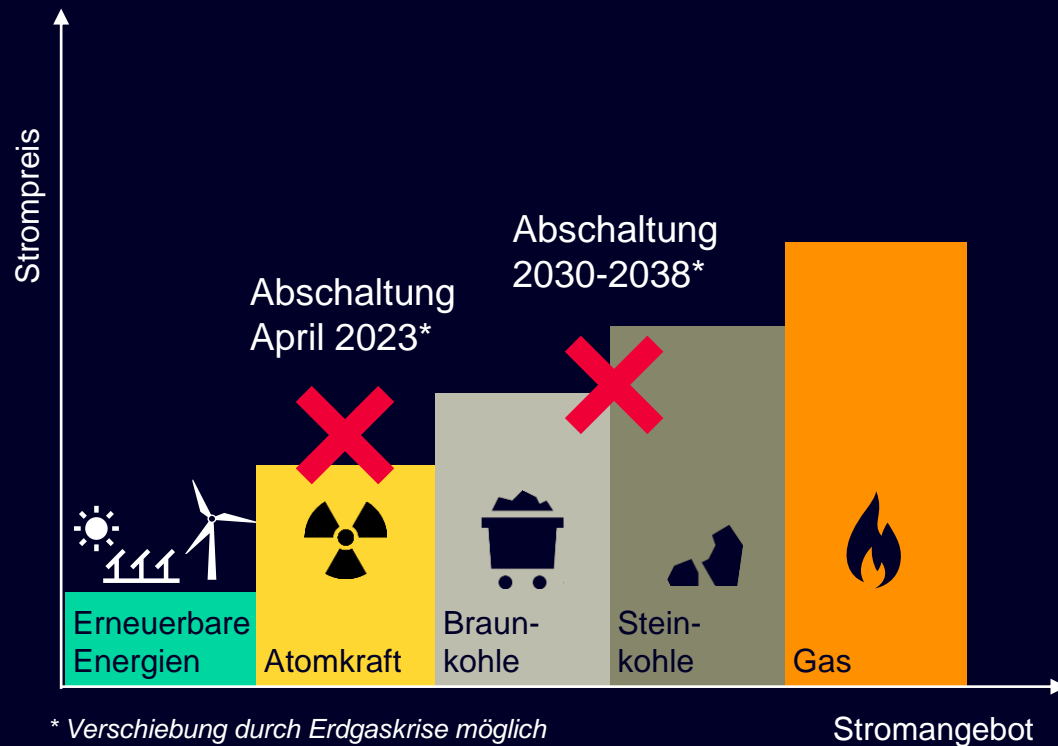 Strompreis
Abschaltung
April 2023*
Abschaltung
2030-2038*
Erneuerbare
Energien
Atomkraft
Braun-
kohle
Stein-
kohle
Gas
* Verschiebung durch Erdgaskrise möglich
Stromangebot